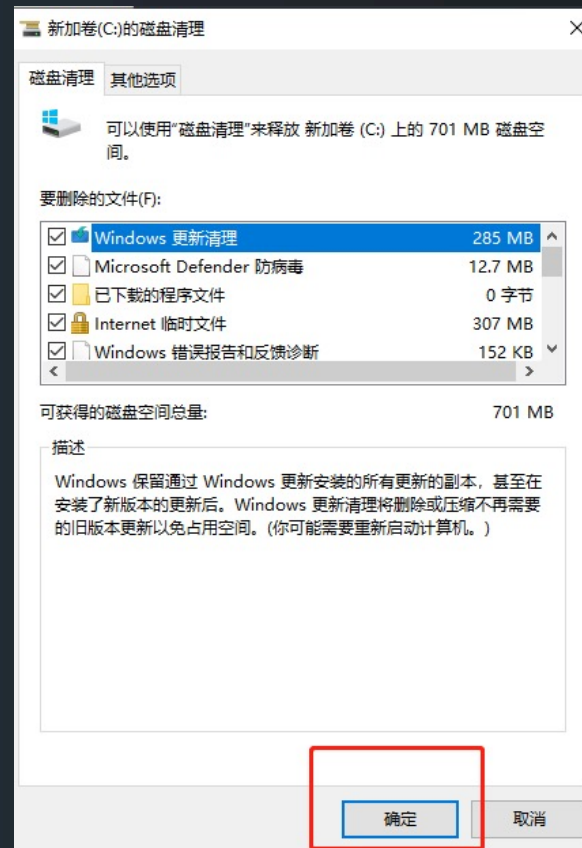 新加卷(C:)的磁盘清理
磁盘清理 其他选项
可以使用“磁盘清理”来释放 新加卷 (C:) 上的 701 MB 磁盘空
间。
要删除的文件(F):
Windows 更新清理 285 MB
Microsoft Defender 防病毒 12.7 MB
已下载的程序文件 0 字节
Internet 临时文件 307 MB
Windows 错误报告和反馈诊断 152 KB
可获得的磁盘空间总量: 701 MB
描述
Windows 保留通过 Windows 更新安装的所有更新的副本，甚至在
安装了新版本的更新后。Windows 更新清理将删除或压缩不再需要
的旧版本更新以免占用空间。(你可能需要重新启动计算机。)
确定 取消